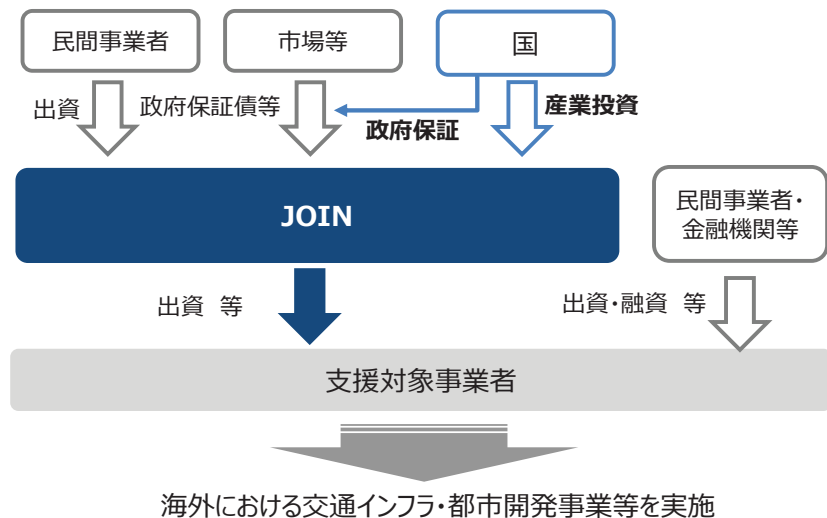 民間事業者
市場等
国
出資
政府保証債等
政府保証
産業投資
JOIN
民間事業者・
金融機関等
出資 等
出資・融資 等
支援対象事業者
海外における交通インフラ・都市開発事業等を実施